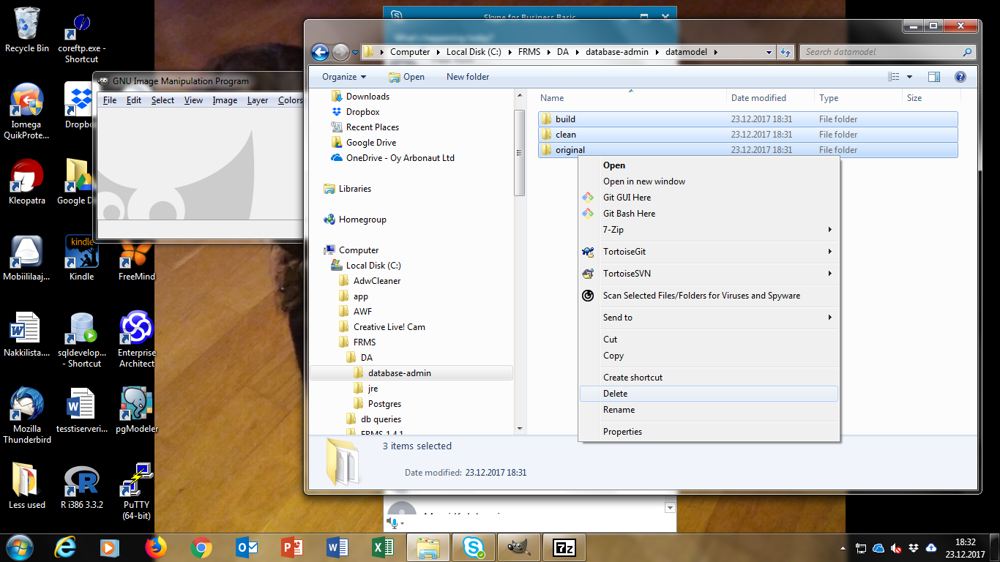 Recycle Bin
coreftp.exe -
Shortcut
Iomega
QuikProte...
Dropbo
Kleopatra
Google D
Mobiililaaj...
kindle
Kindle
FreeMind
Nakkilista....
sqldevelop...
- Shortcut
Enterprise
Architect
Mozilla
Thunderbird
tesstiserveri...
pgModeler
Less used
R i386 3.3.2
PuTTY
(64-bit)
GNU Image Manipulation Program
File Edit Select View Image Layer Colors
Skype for Business Basic
What's happening today?
Computer Local Disk (C:) FRMS DA database-admin datamodel
Search datamodel
Organize Open New folder
Downloads
Dropbox
Recent Places
Google Drive
OneDrive - Oy Arbonaut Ltd
Libraries
Homegroup
Computer
Local Disk (C:)
AdwCleaner
app
AWF
Creative Live! Cam
FRMS
DA
database-admin
jre
Postgres
db queries
FRMS 1.4.1
Name Date modified Type Size
build 23.12.2017 18:31 File folder
clean 23.12.2017 18:31 File folder
original 23.12.2017 18:31 File folder
Open
Open in new window
Git GUI Here
Git Bash Here
7-Zip
TortoiseGit
TortoiseSVN
Scan Selected Files/Folders for Viruses and Spyware
Send to
Cut
Copy
Create shortcut
Delete
Rename
Properties
3 items selected
Date modified: 23.12.2017 18:31
7z
18:32
23.12.2017